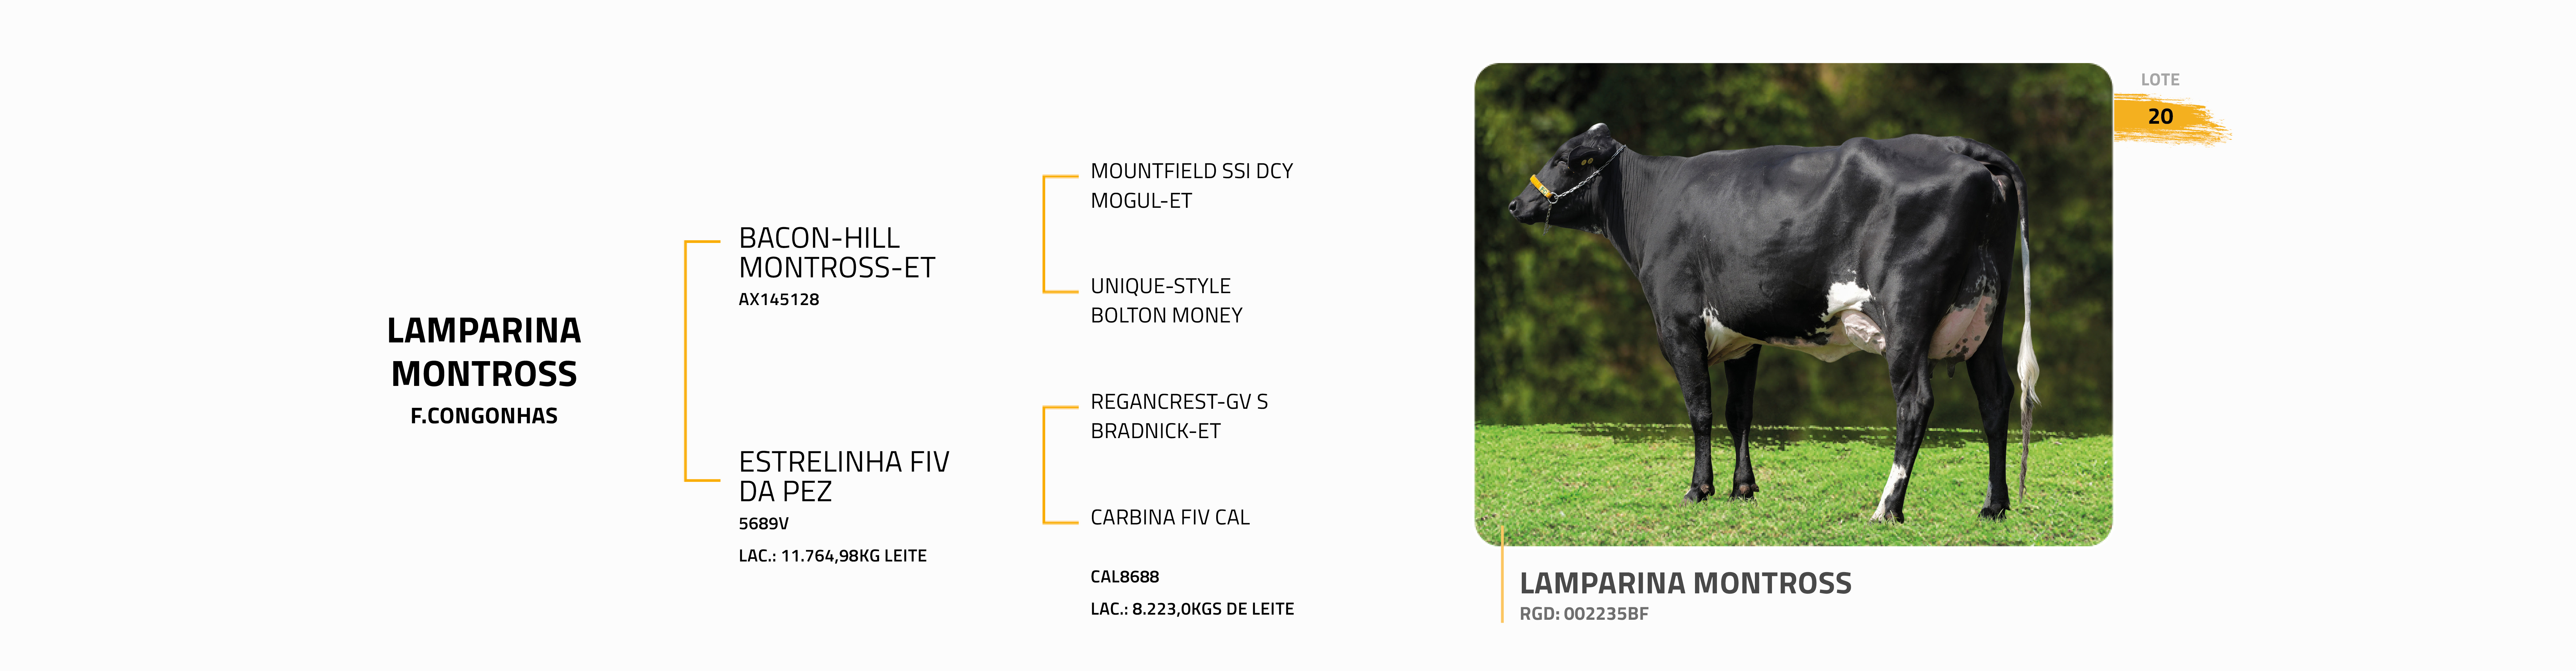 LAMPARINA
MONTROSS
F.CONGONHAS
BACON-HILL
MONTROSS-ET
AX145128
ESTRELINHA FIV
DA PEZ
5689V
LAC.: 11.764,98KG LEITE
MOUNTFIELD SSI DCY
MOGUL-ET
UNIQUE-STYLE
BOLTON MONEY
REGANCREST-GV S
BRADNICK-ET
CARBINA FIV CAL
CAL8688
LAC.: 8.223,0KGS DE LEITE
LOTE
20
LAMPARINA MONTROSS
RGD: 002235BF